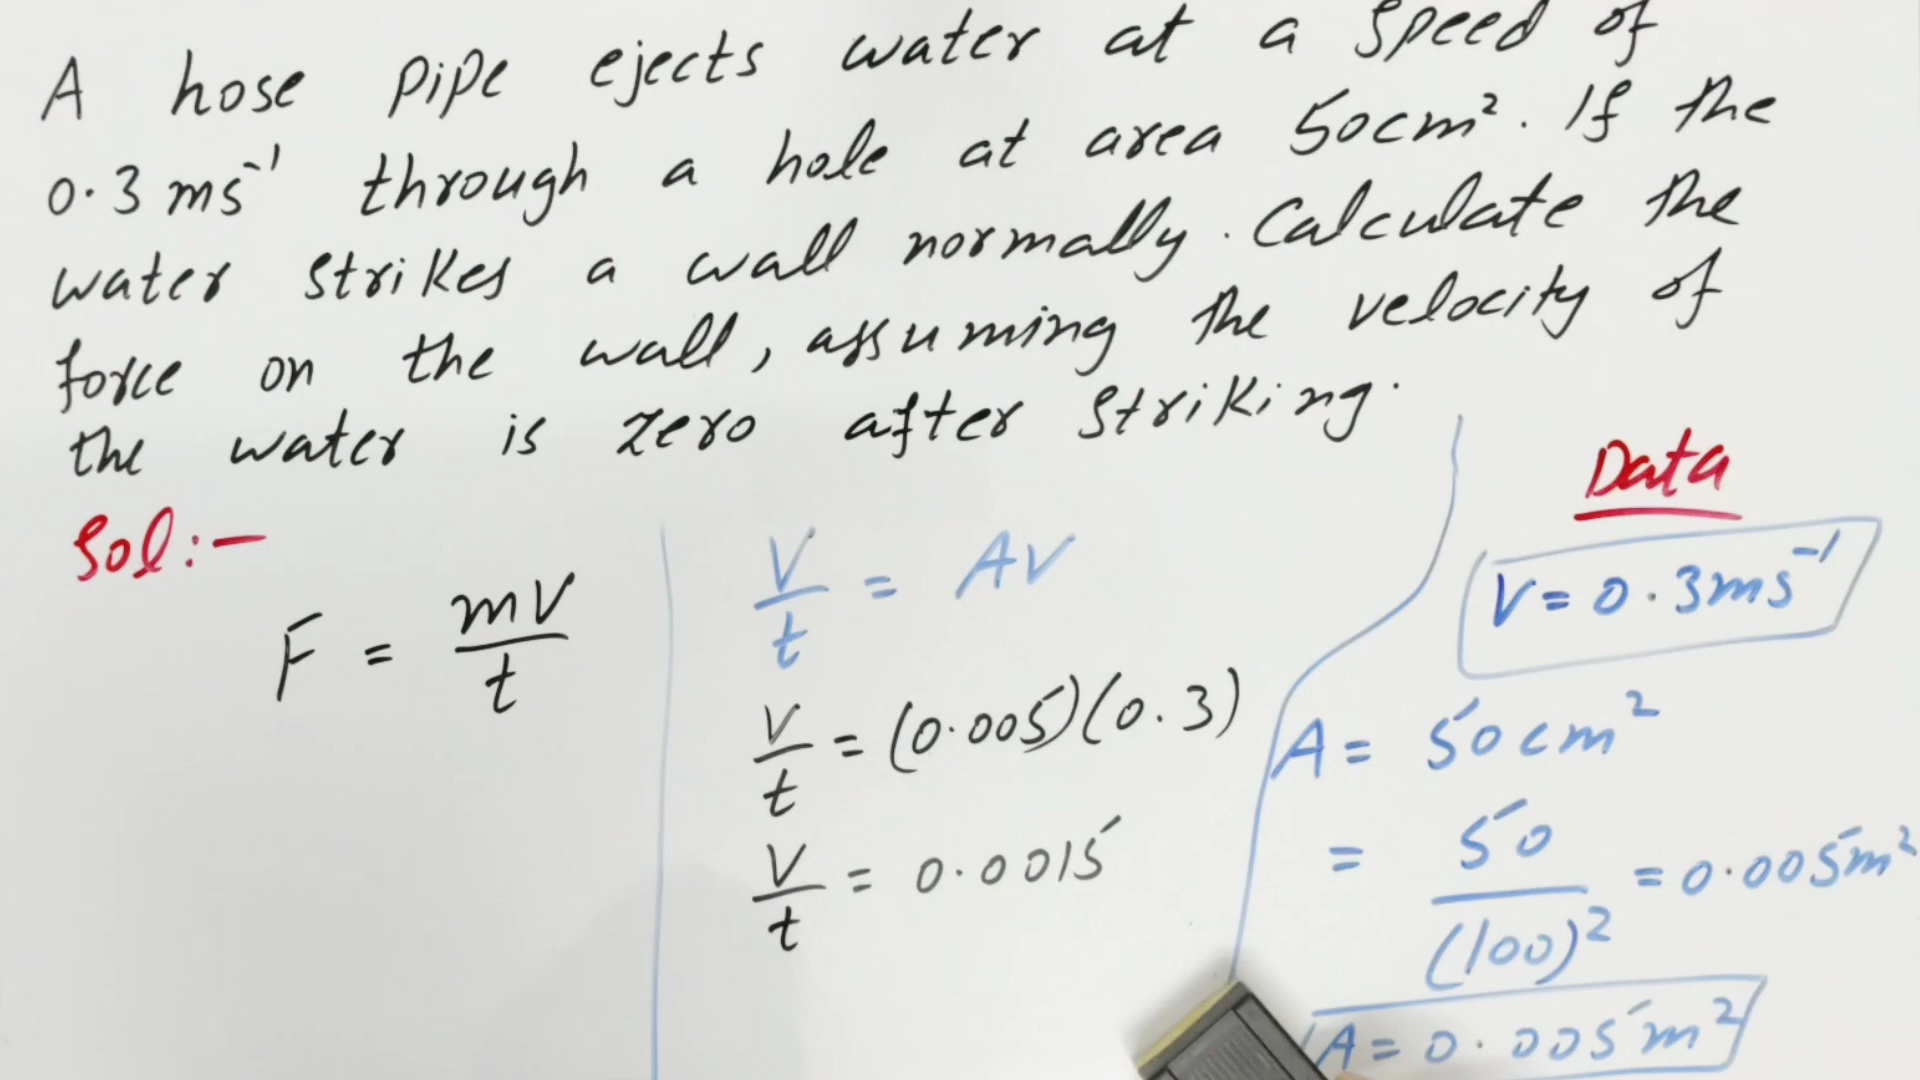 A hose pipe ejects water at a speed of
0.3 ms⁻¹ through a hole at area 50cm². If the
water strikes a wall normally. Calculate the
force on the wall, assuming the velocity of
the water is zero after striking.
Sol:-
F = mv/t
V/t = AV
V/t = (0.005)(0.3)
V/t = 0.0015
Data
V = 0.3ms⁻¹
A = 50cm²
= 50/(100)² = 0.005m²
A = 0.005m²